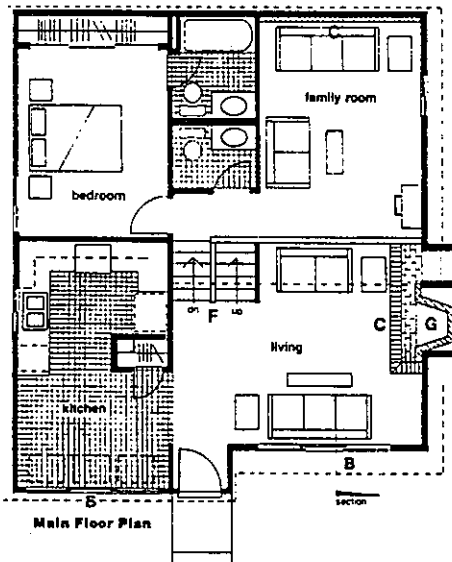 C
family room
bedroom
dn
up
F
C
G
living
kitchen
B
B
section
Main Floor Plan